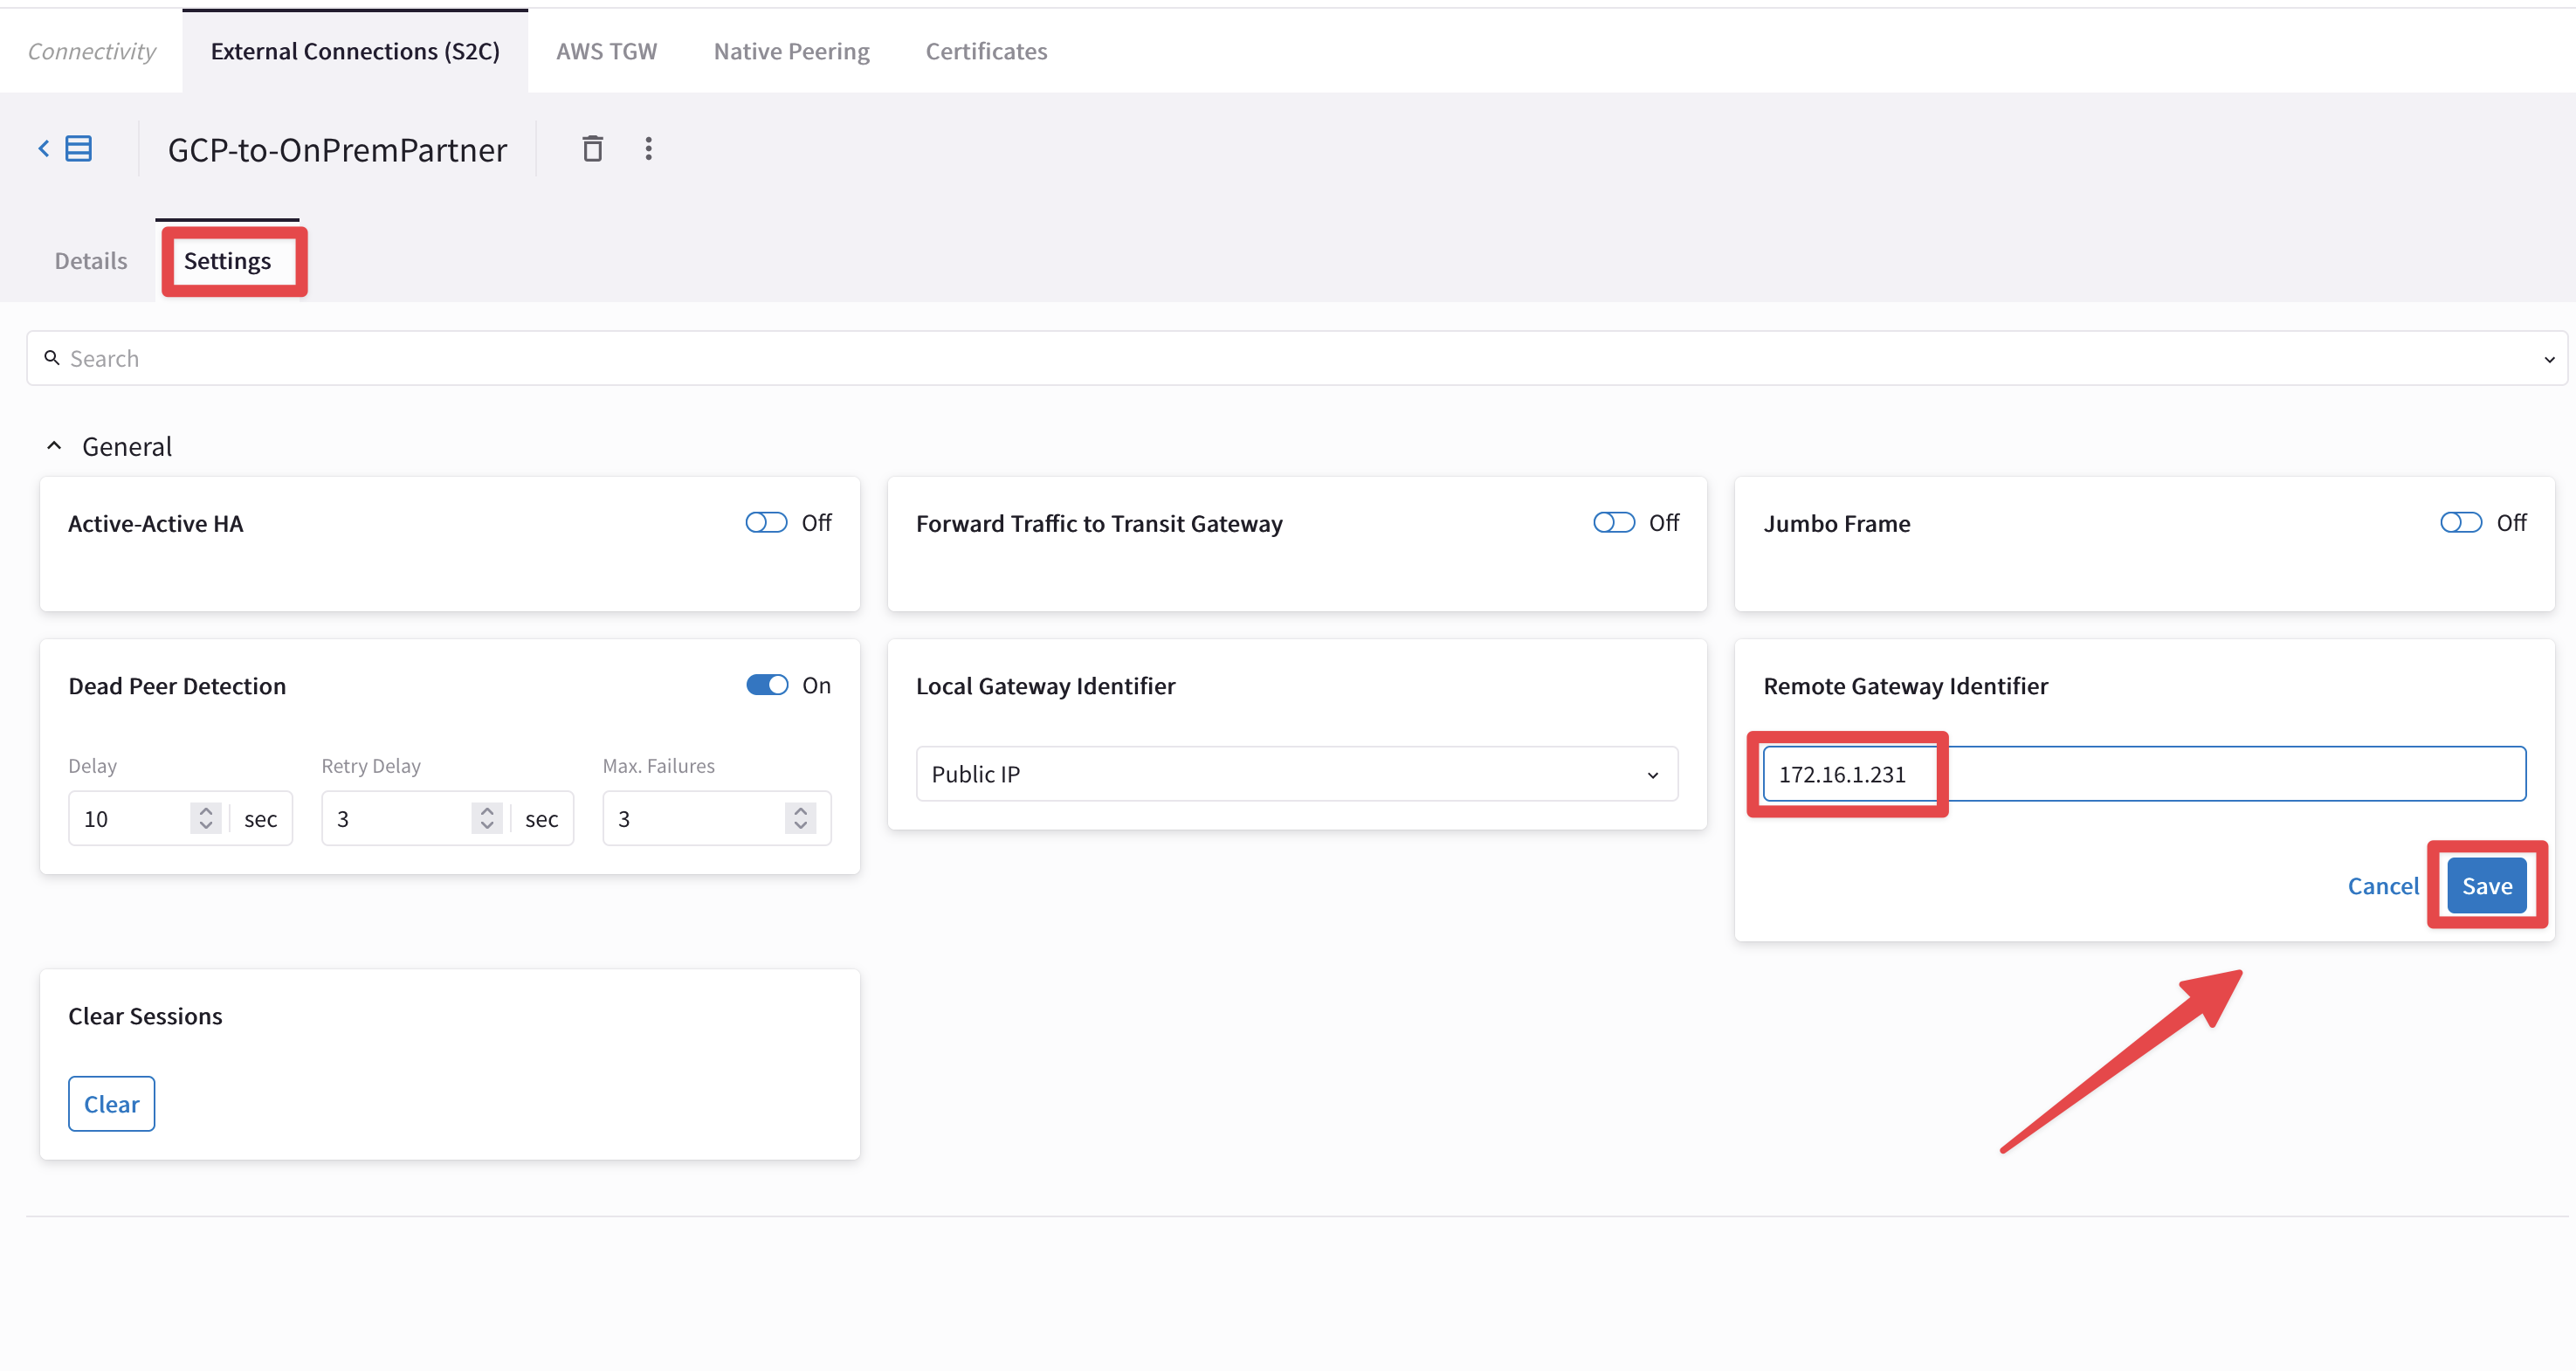 Connectivity
External Connections (S2C)
AWS TGW
Native Peering
Certificates
GCP-to-OnPremPartner
Details
Settings
Search
General
Active-Active HA
Off
Forward Traffic to Transit Gateway
Off
Jumbo Frame
Off
Dead Peer Detection
On
Delay
Retry Delay
Max. Failures
10
sec
3
sec
3
Local Gateway Identifier
Public IP
Remote Gateway Identifier
172.16.1.231
Cancel
Save
Clear Sessions
Clear